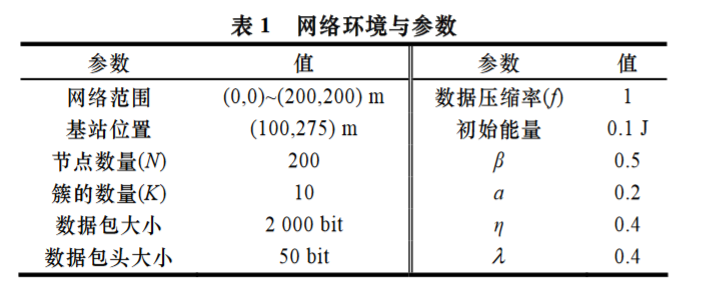 表 1 网络环境与参数
参数 值 参数 值
网络范围 (0,0)~(200,200) m 数据压缩率(f) 1
基站位置 (100,275) m 初始能量 0.1 J
节点数量(N) 200 β 0.5
簇的数量(K) 10 a 0.2
数据包大小 2 000 bit η 0.4
数据包头大小 50 bit λ 0.4